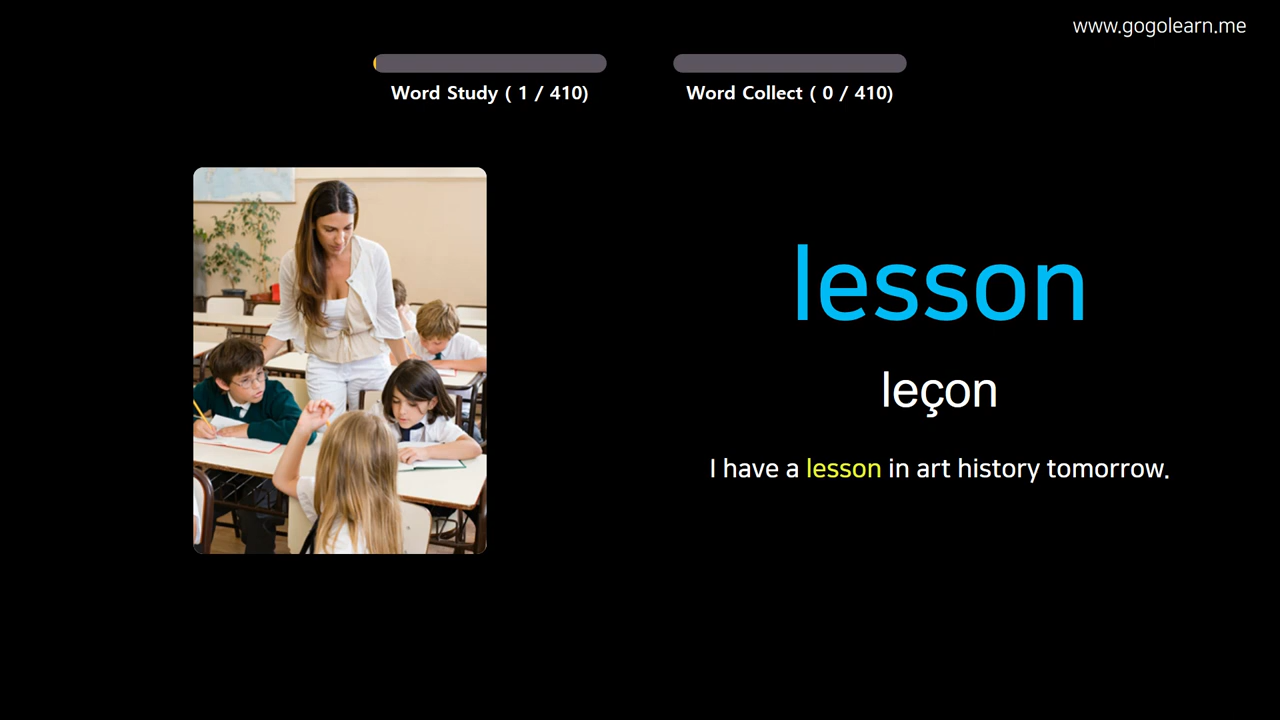 www.gogolearn.me
Word Study ( 1 / 410)
Word Collect ( 0 / 410)
lesson
leçon
I have a lesson in art history tomorrow.